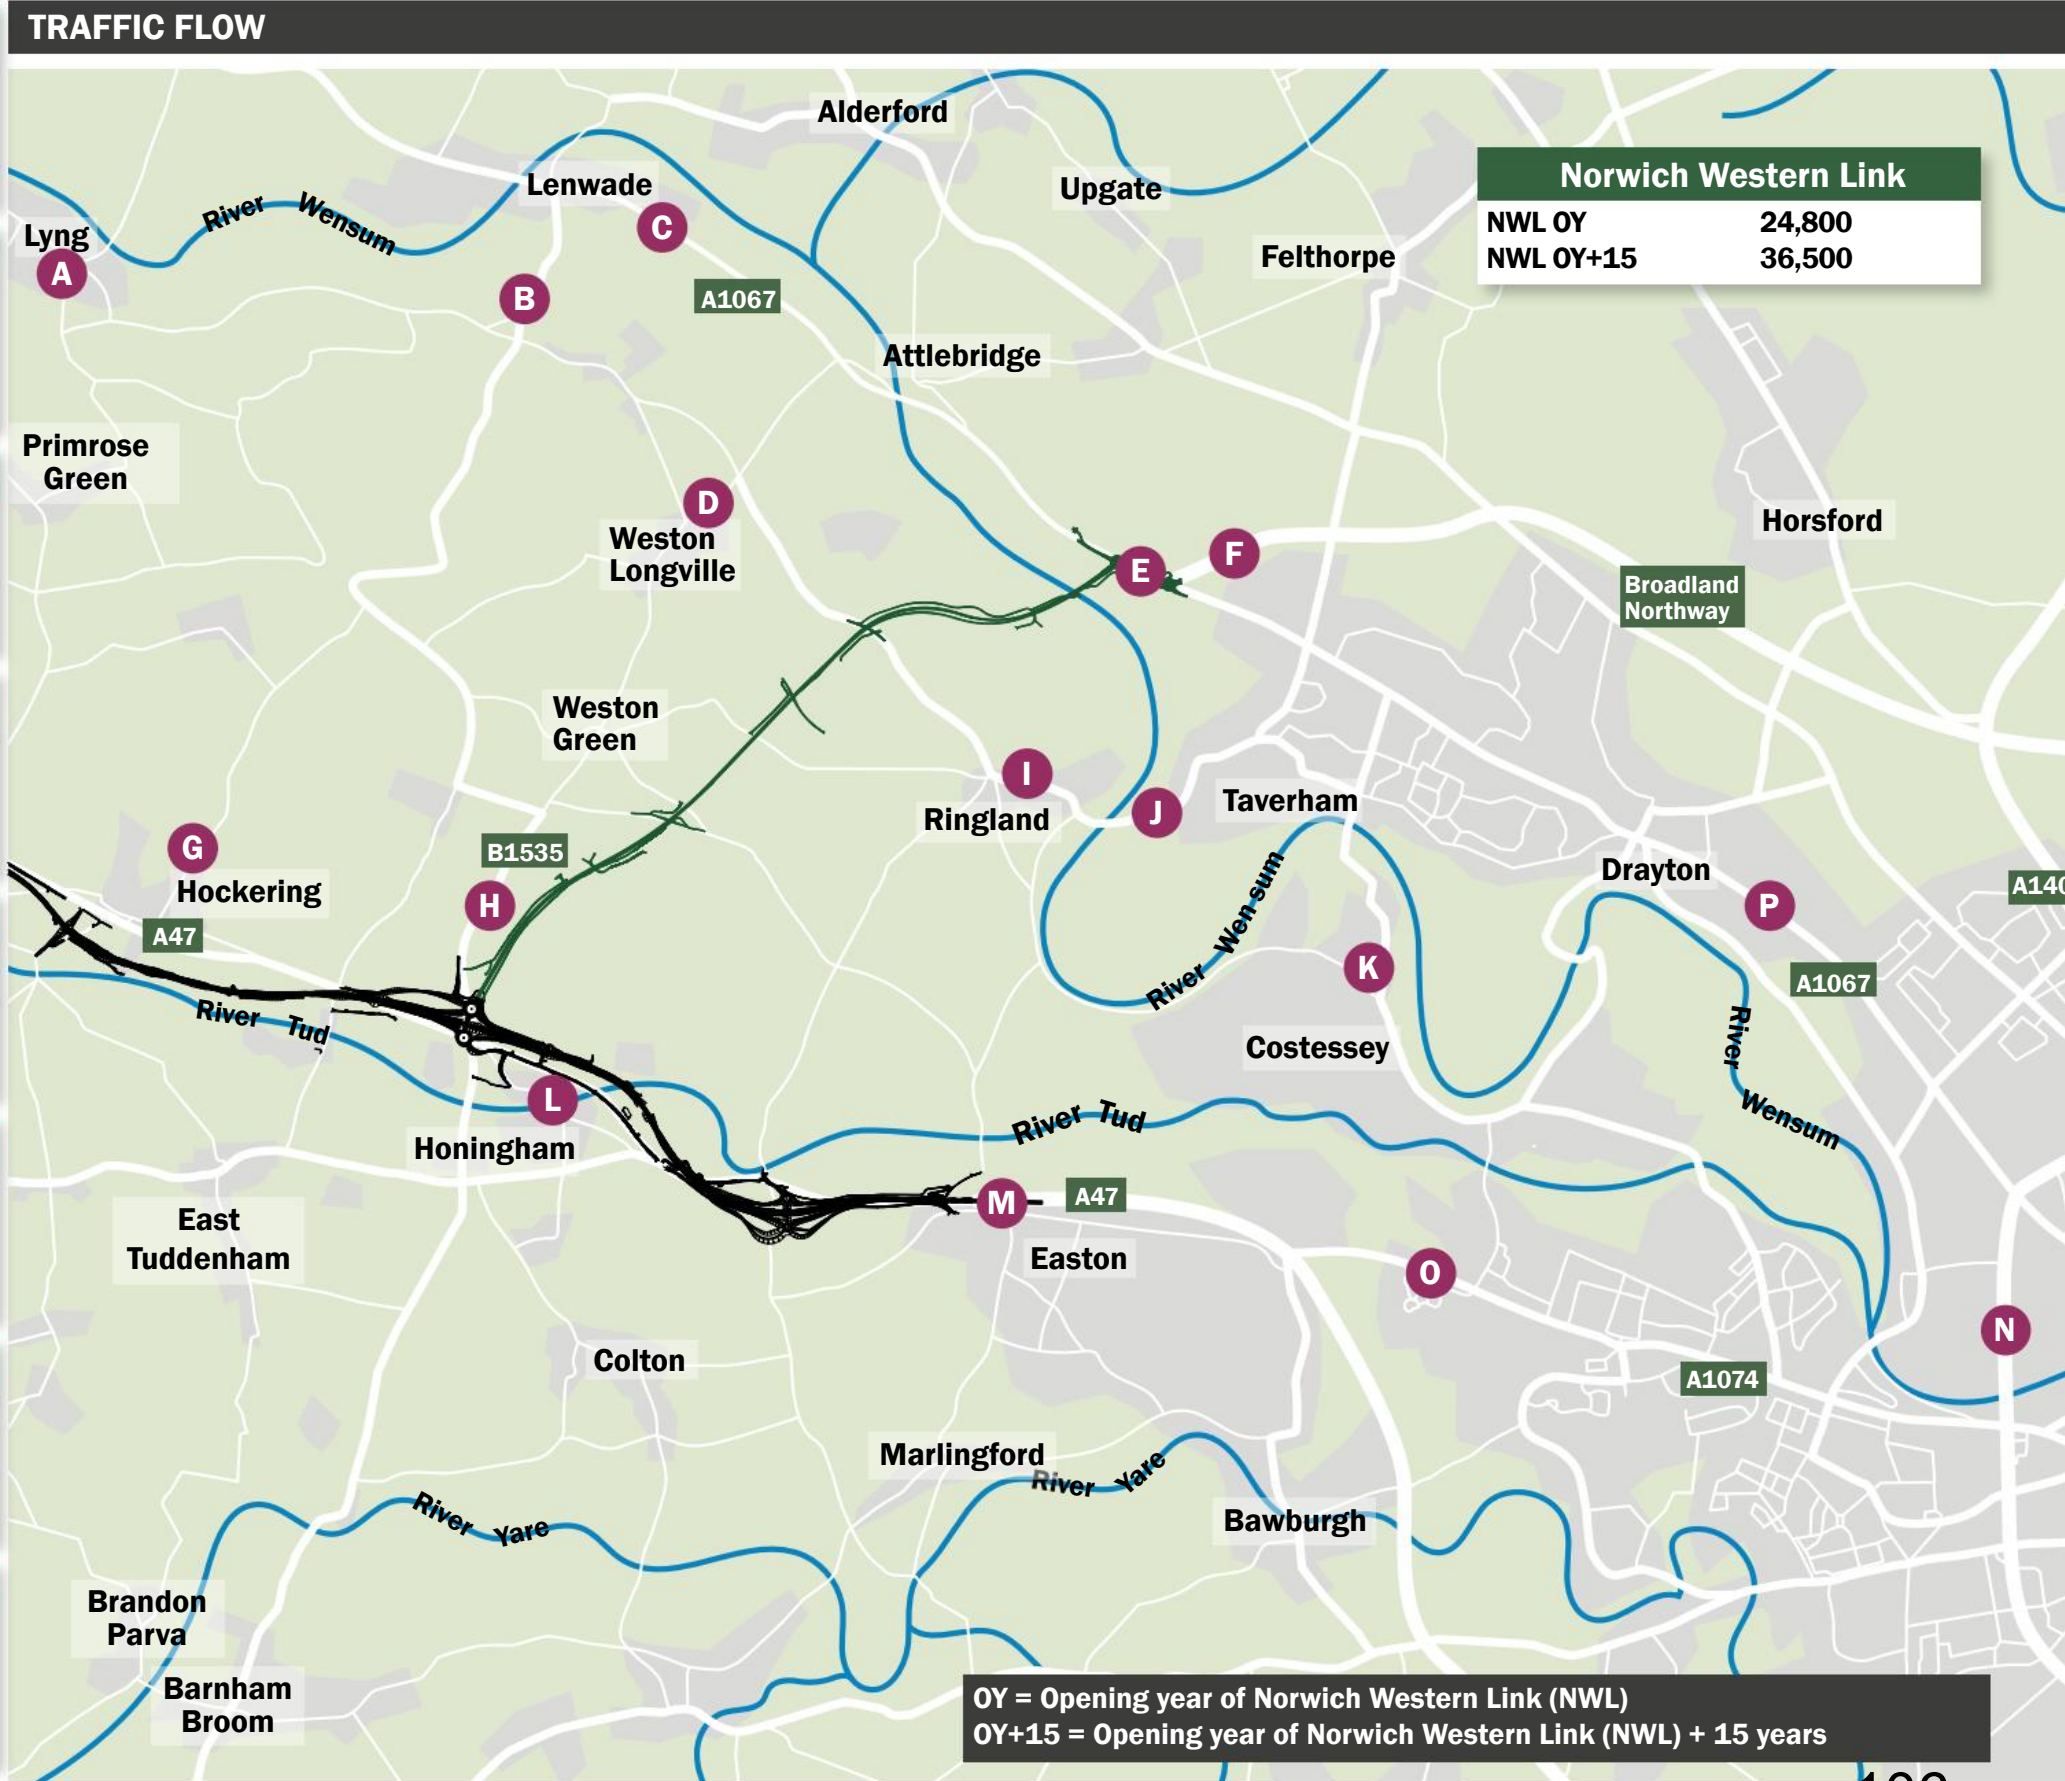 TRAFFIC FLOW
Alderford
Norwich Western Link
Lenwade
Upgate
River Wensum
NWL OY 24,800
C
Lyng
Felthorpe
NWL OY+15 36,500
A
B
A1067
Attlebridge
Primrose
Green
D
Horsford
Weston
Longville
E
F
Broadland
Northway
Weston
Green
I
Ringland
J
Taverham
G
B1535
Hockering
H
Drayton
A140
P
A47
River Wensum
K
A1067
River Tud
Costessey
River
Wensum
L
River Tud
Honingham
M
A47
East
Tuddenham
Easton
O
N
Colton
A1074
Marlingford
River Yare
River Yare
Bawburgh
Brandon
Parva
Barnham
Broom
OY = Opening year of Norwich Western Link (NWL)
OY+15 = Opening year of Norwich Western Link (NWL) + 15 years